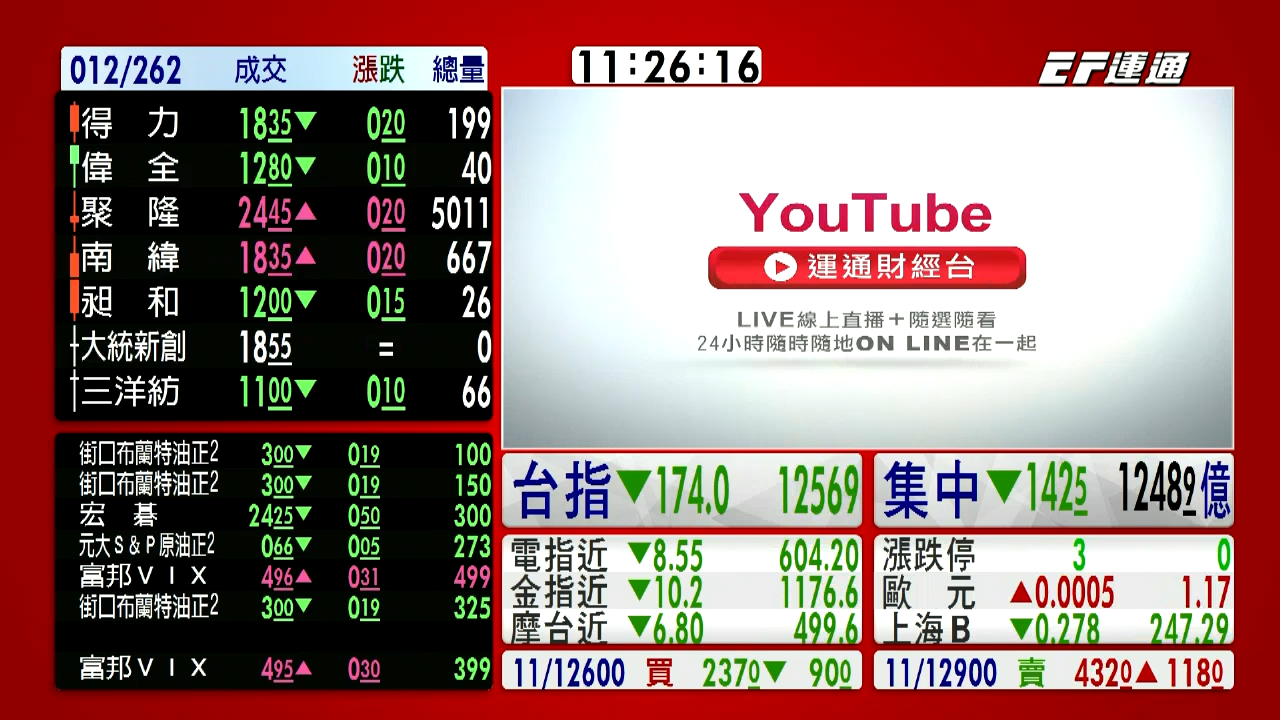 012/262 成交 漲跌 總量
11:26:16
EF運通
得力 1835▼ 020 199
偉全 1280▼ 010 40
聚隆 2445▲ 020 5011
南緯 1835▲ 020 667
昶和 1200▼ 015 26
大統新創 1855 = 0
三洋紡 1100▼ 010 66
YouTube
運通財經台
LIVE線上直播+隨選隨看
24小時隨時隨地ON LINE在一起
街口布蘭特油正2 300▼ 019 100
街口布蘭特油正2 300▼ 019 150
宏碁 2425▼ 050 300
元大S&P原油正2 066▼ 005 273
富邦VIX 496▲ 031 499
街口布蘭特油正2 300▼ 019 325
富邦VIX 495▲ 030 399
台指▼174.0 12569
集中▼1425 12489億
電指近▼8.55 604.20
金指近▼10.2 1176.6
摩台近▼6.80 499.6
漲跌停 3 0
歐元▲0.0005 1.17
上海B▼0.278 247.29
11/12600 買 2370▼ 900
11/12900 賣 4320▲ 1180